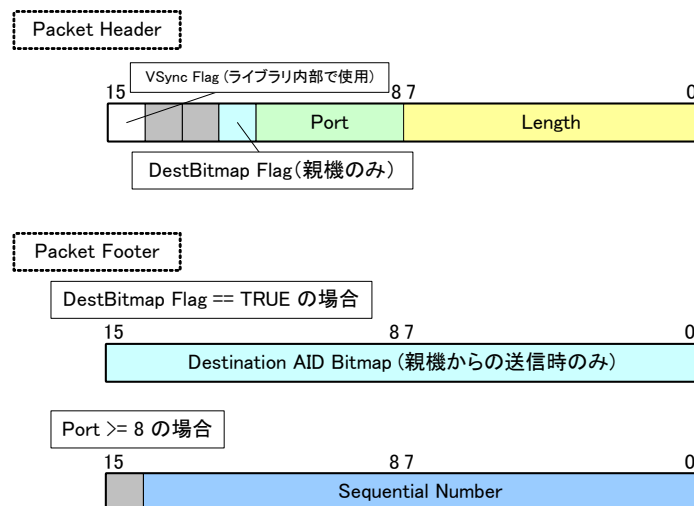 Packet Header
VSync Flag (ライブラリ内部で使用)
15 8 7 0
Port Length
DestBitmap Flag(親機のみ)
Packet Footer
DestBitmap Flag == TRUE の場合
15 8 7 0
Destination AID Bitmap (親機からの送信時のみ)
Port >= 8 の場合
15 8 7 0
Sequential Number